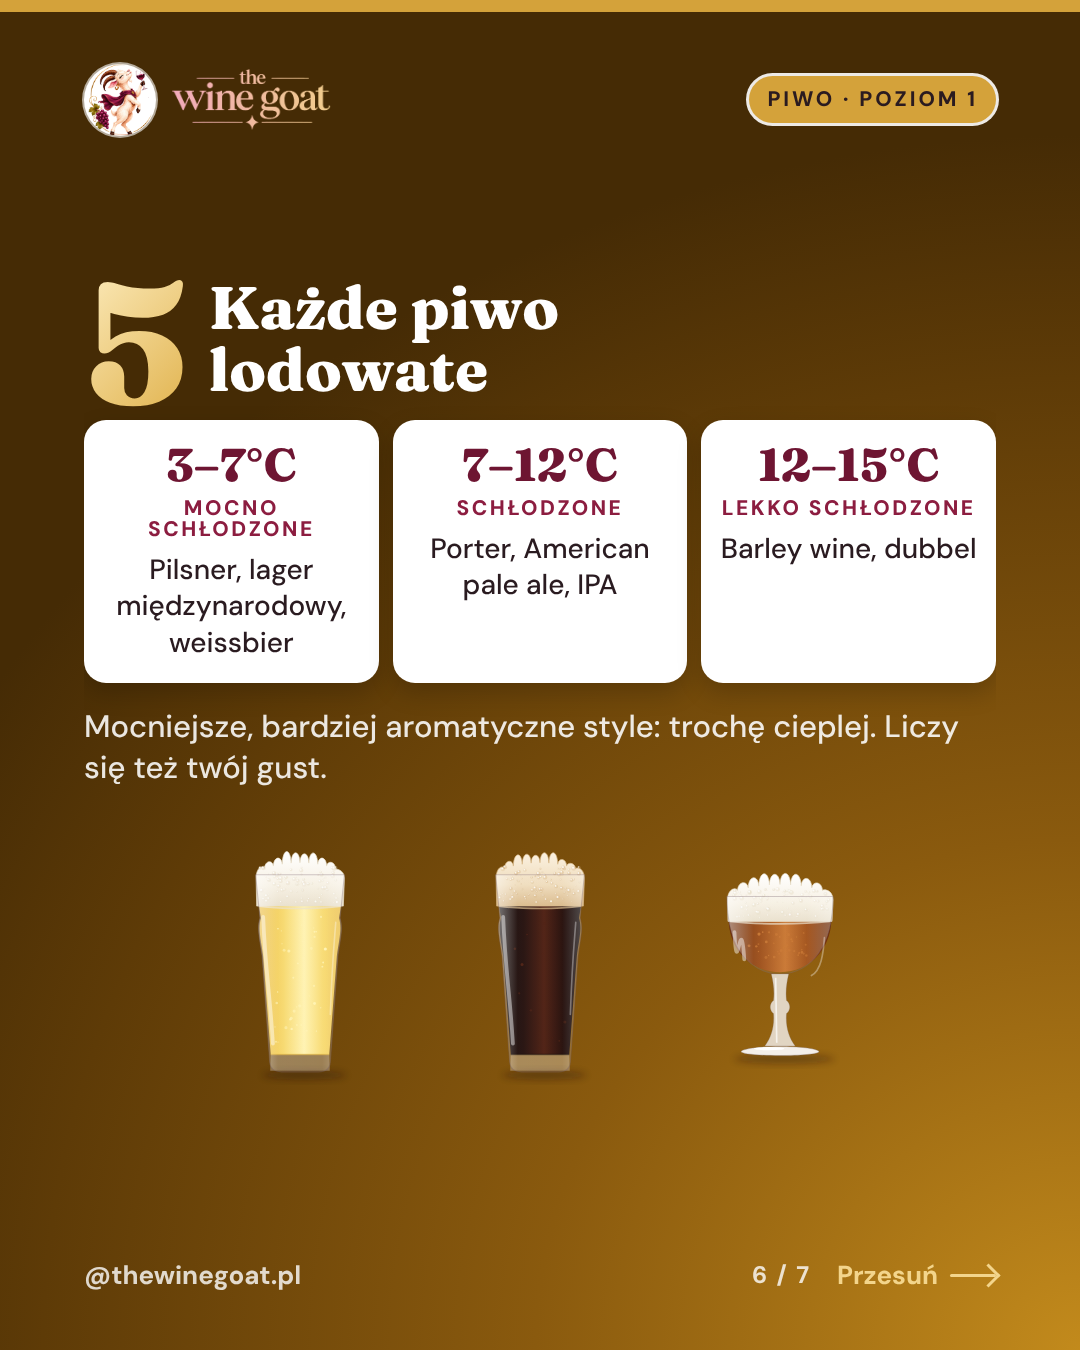 the
wine goat
PIWO · POZIOM 1
5
Każde piwo
lodowate
3–7°C
MOCNO
SCHŁODZONE
Pilsner, lager
międzynarodowy,
weissbier
7–12°C
SCHŁODZONE
Porter, American
pale ale, IPA
12–15°C
LEKKO SCHŁODZONE
Barley wine, dubbel
Mocniejsze, bardziej aromatyczne style: trochę cieplej. Liczy
się też twój gust.
@thewinegoat.pl
6 / 7 Przesuń